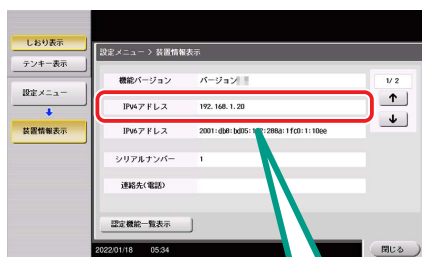 しおり表示
テンキー表示
設定メニュー
装置情報表示
設定メニュー > 装置情報表示
機能バージョン バージョン
1/ 2
IPv4アドレス 192.168.1.20
IPv6アドレス
シリアルナンバー 1
連絡先(電話)
認定機能一覧表示
2022/01/18 05:34
閉じる